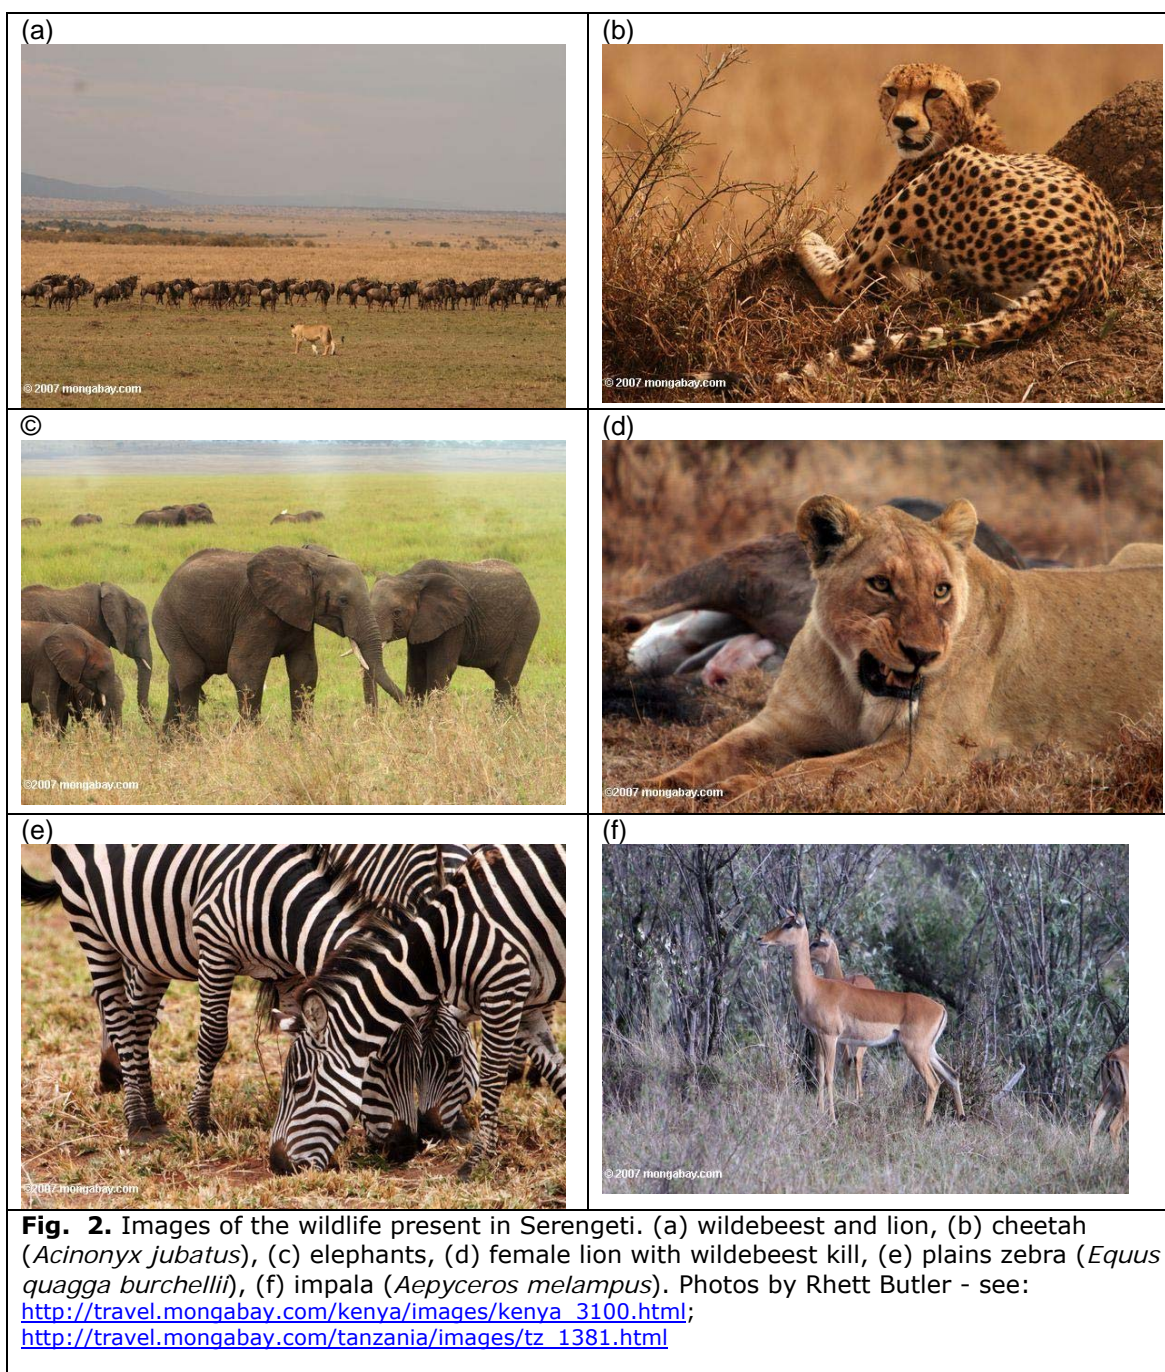 (a)
(b)
© 2007 mongabay.com
© 2007 mongabay.com
©
(d)
©2007 mongabay.com
©2007 mongabay.com
(e)
(f)
©2007 mongabay.com
© 2007 mongabay.com
Fig. 2. Images of the wildlife present in Serengeti. (a) wildebeest and lion, (b) cheetah
(Acinonyx jubatus), (c) elephants, (d) female lion with wildebeest kill, (e) plains zebra (Equus
quagga burchellii), (f) impala (Aepyceros melampus). Photos by Rhett Butler - see:
http://travel.mongabay.com/kenya/images/kenya_3100.html;
http://travel.mongabay.com/tanzania/images/tz_1381.html